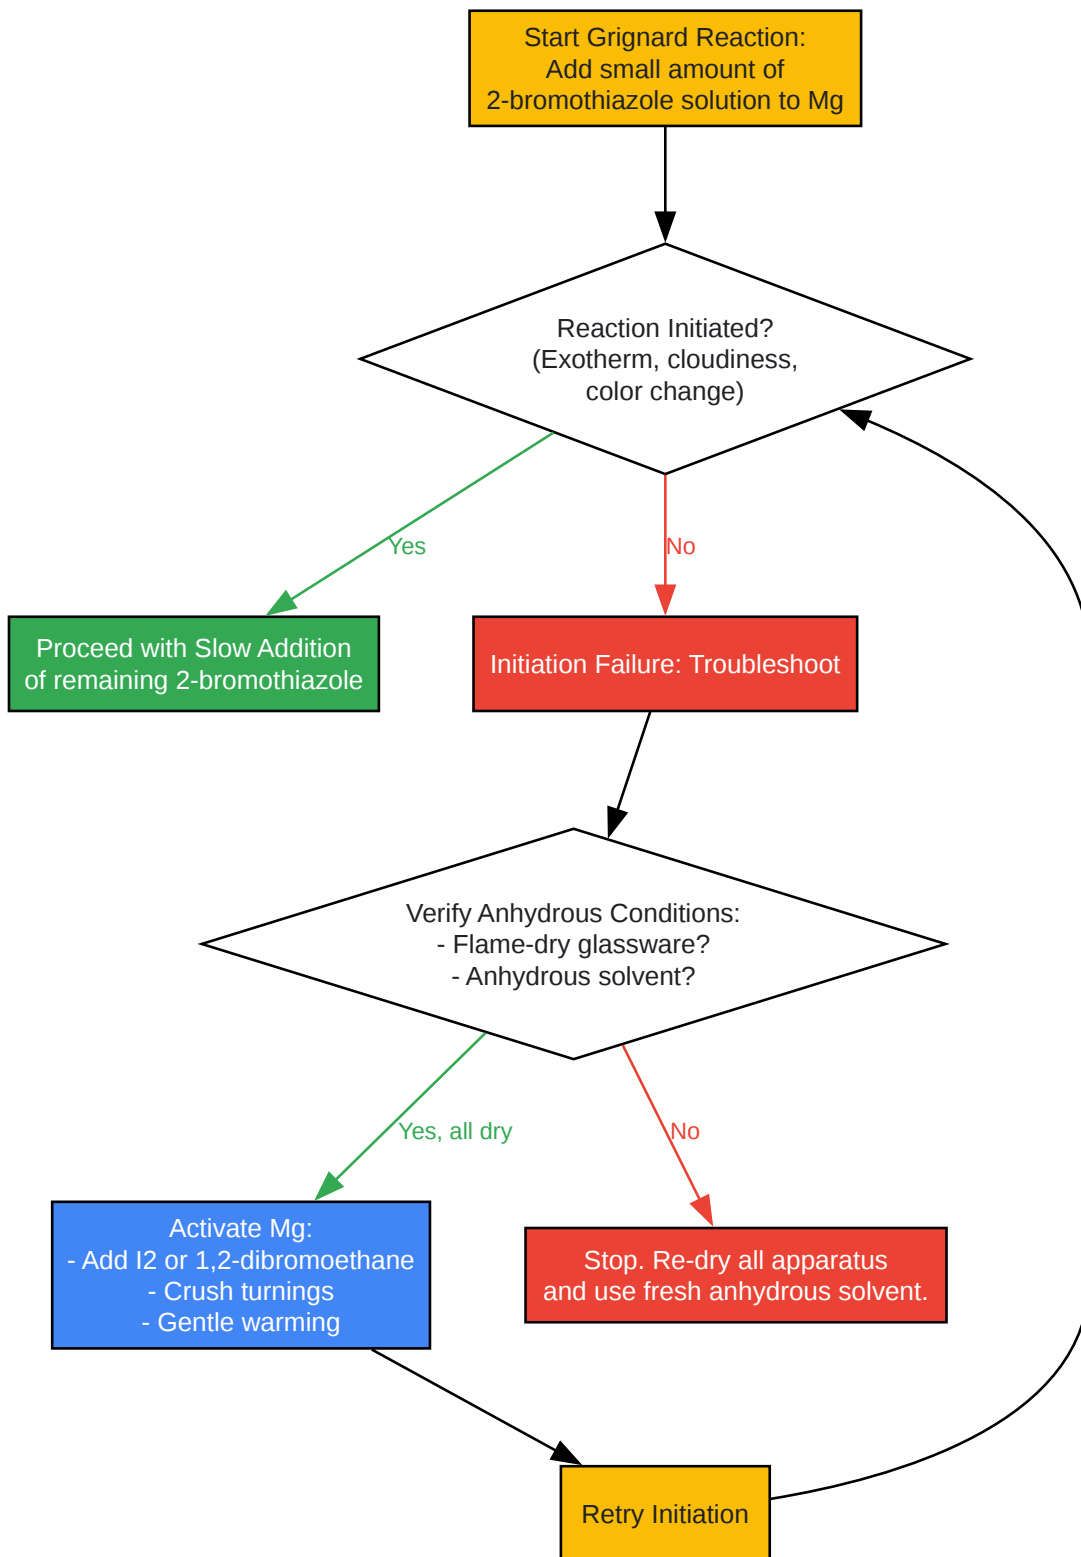 Start Grignard Reaction:
Add small amount of
2-bromothiazole solution to Mg
Reaction Initiated?
(Exotherm, cloudiness,
color change)
Yes
No
Proceed with Slow Addition
of remaining 2-bromothiazole
Initiation Failure: Troubleshoot
Verify Anhydrous Conditions:
- Flame-dry glassware?
- Anhydrous solvent?
Yes, all dry
No
Activate Mg:
- Add I2 or 1,2-dibromoethane
- Crush turnings
- Gentle warming
Stop. Re-dry all apparatus
and use fresh anhydrous solvent.
Retry Initiation